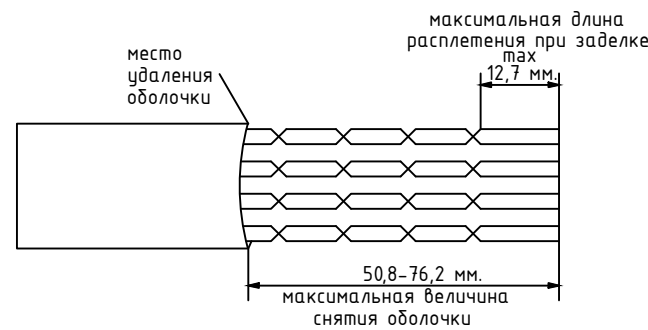 максимальная длина
расплетения при заделке
max
12,7 мм.
место
удаления
оболочки
50,8-76,2 мм.
максимальная величина
снятия оболочки